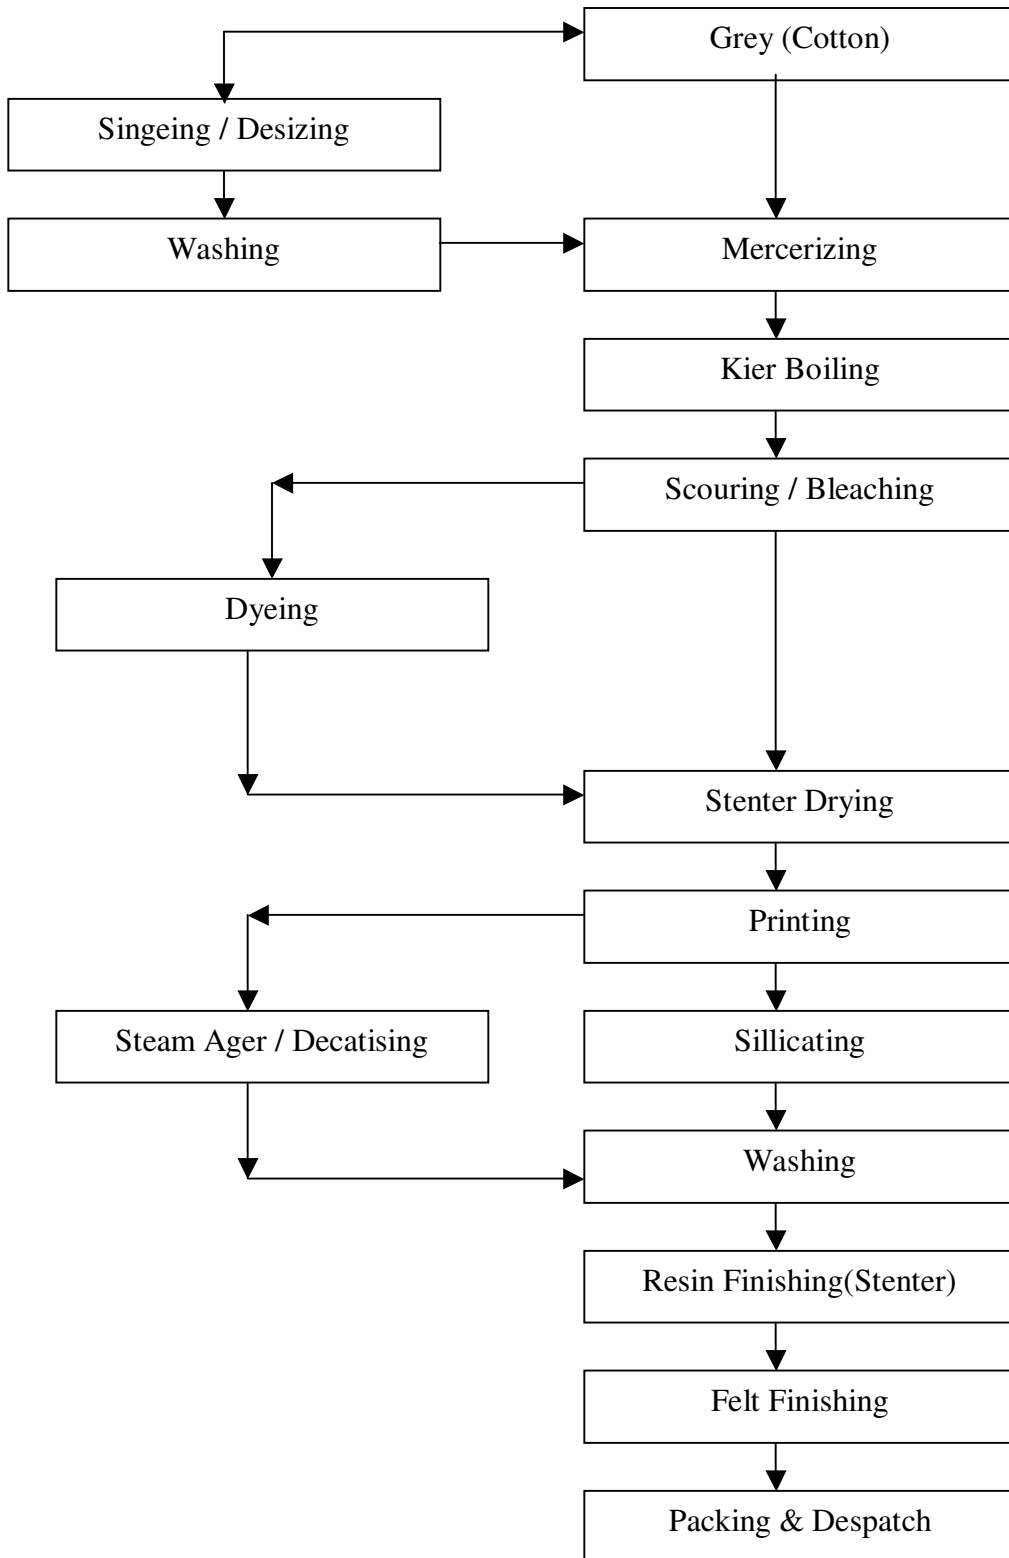 Grey (Cotton)
Singeing / Desizing
Washing
Mercerizing
Kier Boiling
Scouring / Bleaching
Dyeing
Stenter Drying
Printing
Steam Ager / Decatising
Sillicating
Washing
Resin Finishing(Stenter)
Felt Finishing
Packing & Despatch